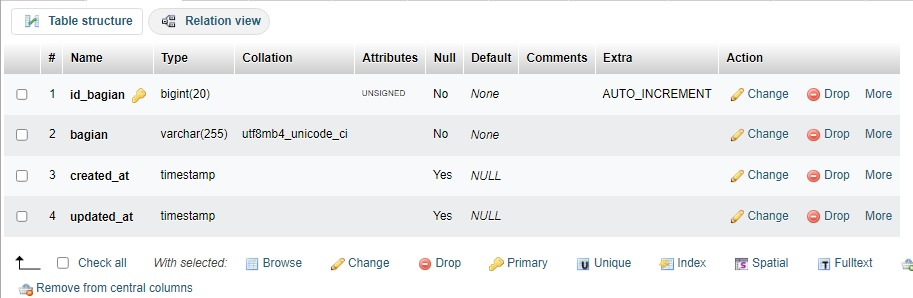 Table structure Relation view
# Name Type Collation Attributes Null Default Comments Extra Action
1 id_bagian bigint(20) UNSIGNED No None AUTO_INCREMENT Change Drop More
2 bagian varchar(255) utf8mb4_unicode_ci No None Change Drop More
3 created_at timestamp Yes NULL Change Drop More
4 updated_at timestamp Yes NULL Change Drop More
Check all With selected: Browse Change Drop Primary Unique Index Spatial Fulltext
Remove from central columns